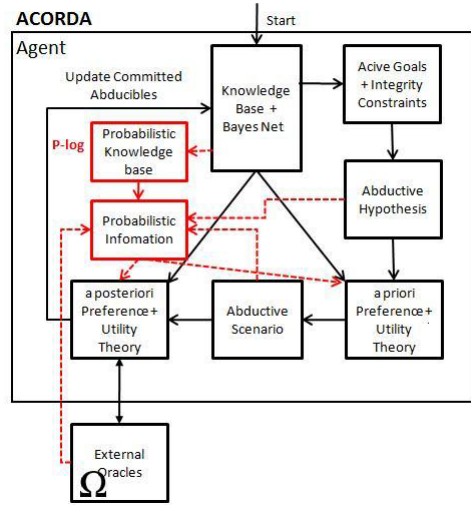 ACORDA
Start
Agent
Update Committed
Abducibles
Knowledge
Base +
Bayes Net
Acive Goals
+ Integrity
Constraints
P-log
Probabilistic
Knowledge
base
Probabilistic
Infomation
Abductive
Hypothesis
a posteriori
Preference+
Utility
Theory
Abductive
Scenario
a priori
Preference+
Utility
Theory
External
Oracles
Ω